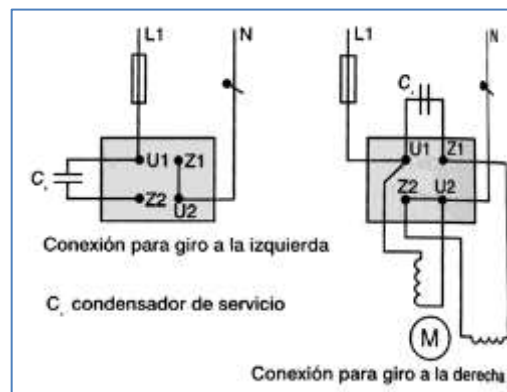 L1 N
U1 Z1
C
Z2 U2
Conexión para giro a la izquierda
C, condensador de servicio
L1 N
C,
U1 Z1
Z2 U2
M
Conexión para giro a la derecha